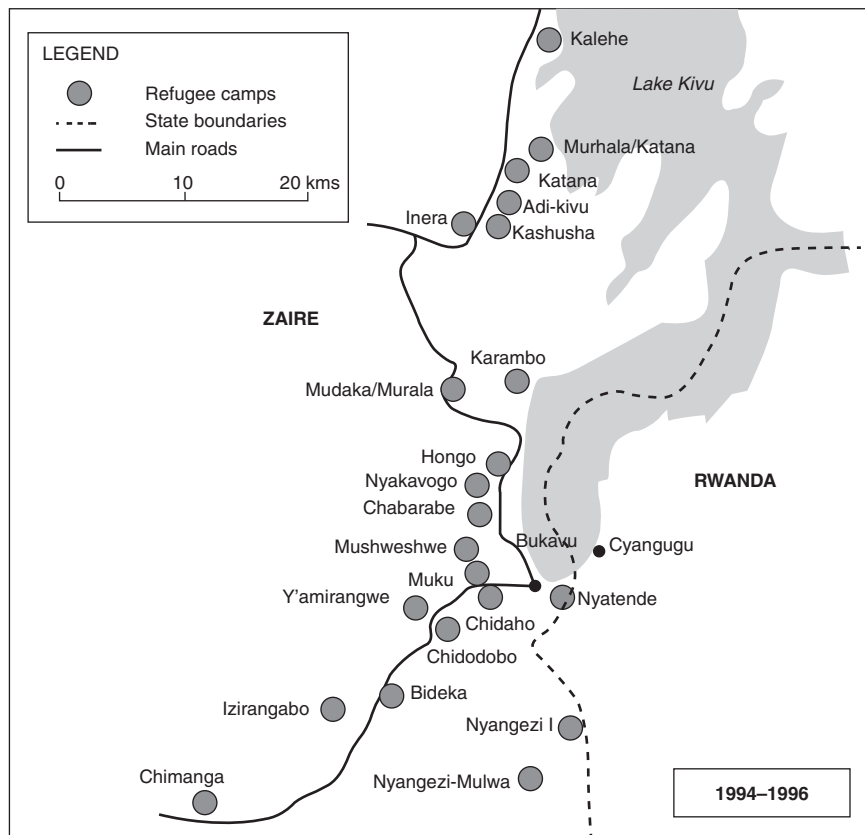 LEGEND
Refugee camps
State boundaries
Main roads
0 10 20 kms
Kalehe
Lake Kivu
Murhala/Katana
Katana
Adi-kivu
Inera
Kashusha
ZAIRE
Karambo
Mudaka/Murala
Hongo
Nyakavogo
RWANDA
Chabarabe
Bukavu
Cyangugu
Mushweshwe
Muku
Y'amirangwe
Nyatende
Chidaho
Chidodobo
Bideka
Izirangabo
Nyangezi I
Chimanga
Nyangezi-Mulwa
1994–1996